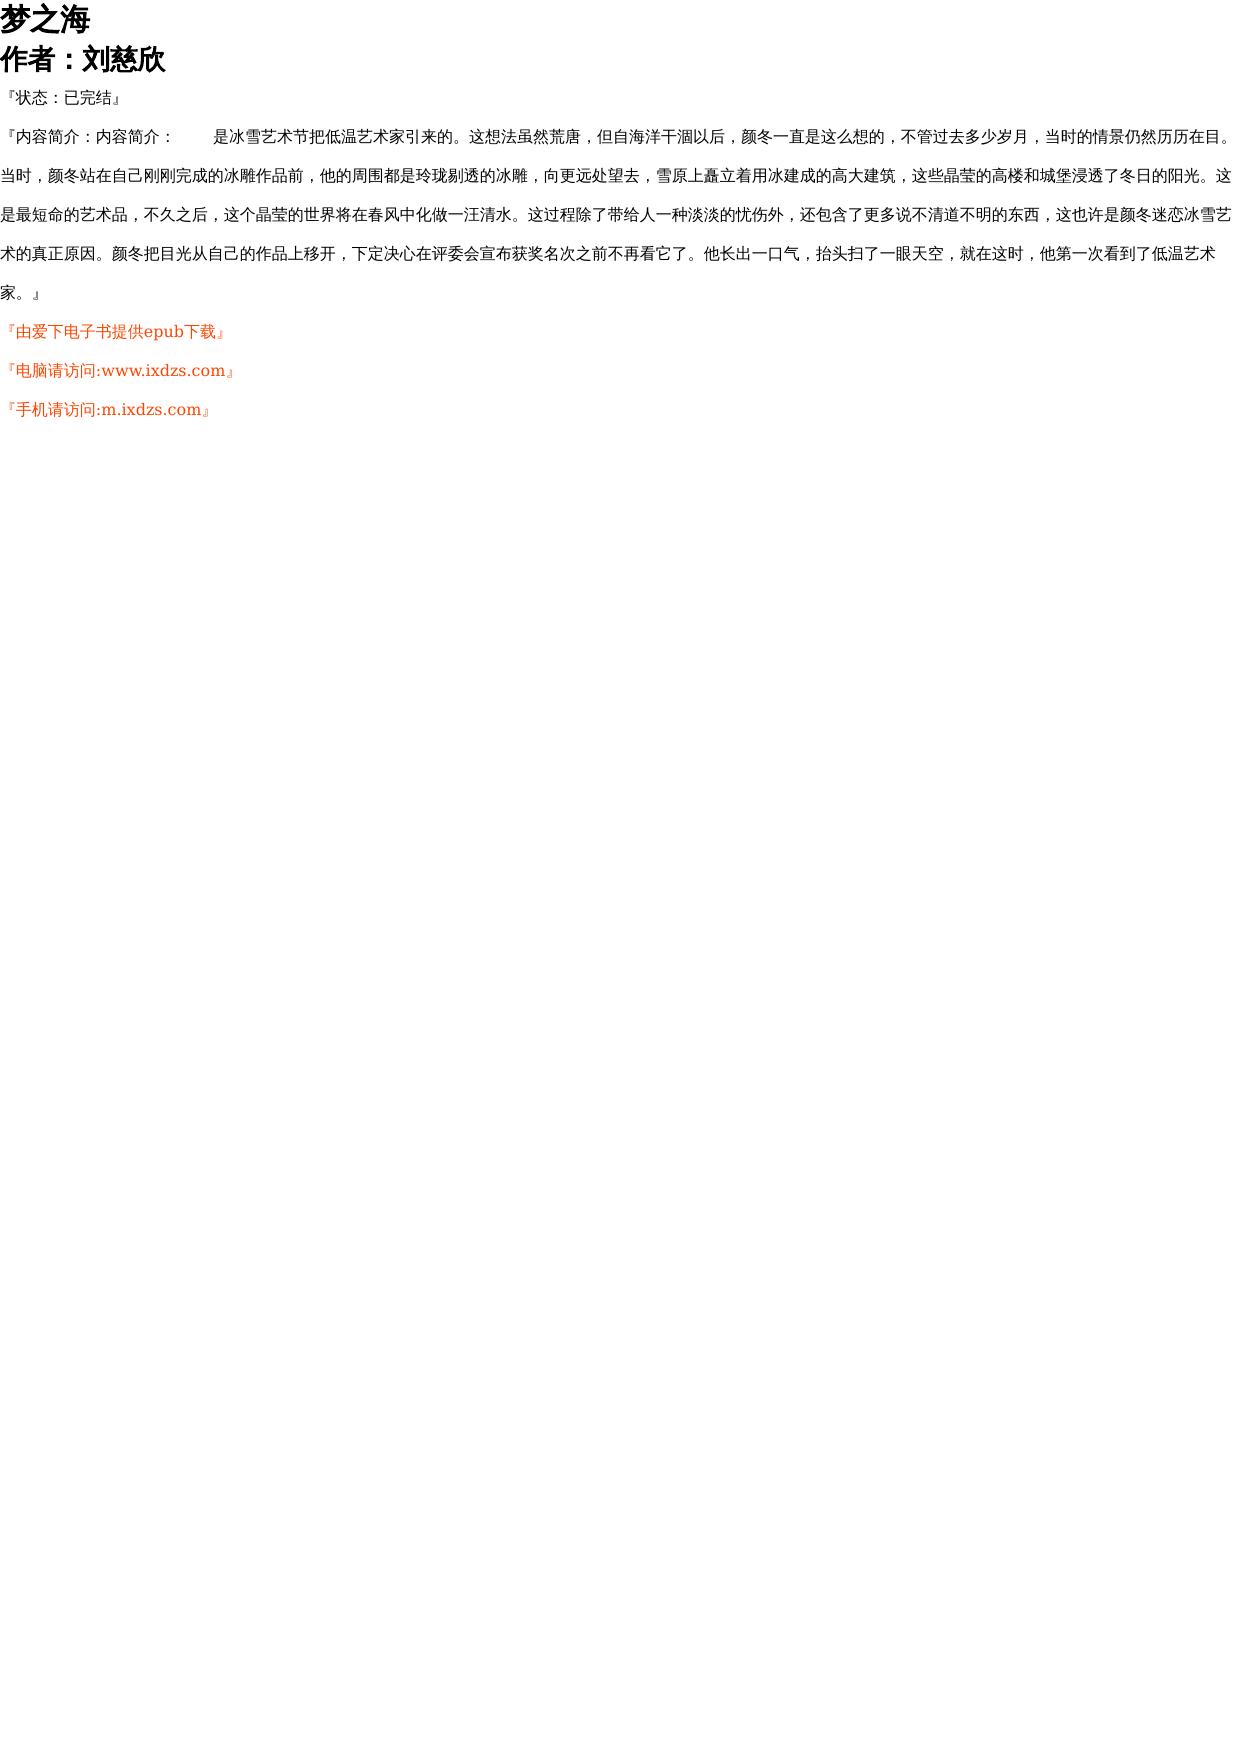 梦之海
作者：刘慈欣
『状态：已完结』
『内容简介：内容简介：　　是冰雪艺术节把低温艺术家引来的。这想法虽然荒唐，但自海洋干涸以后，颜冬一直是这么想的，不管过去多少岁月，当时的情景仍然历历在目。
当时，颜冬站在自己刚刚完成的冰雕作品前，他的周围都是玲珑剔透的冰雕，向更远处望去，雪原上矗立着用冰建成的高大建筑，这些晶莹的高楼和城堡浸透了冬日的阳光。这
是最短命的艺术品，不久之后，这个晶莹的世界将在春风中化做一汪清水。这过程除了带给人一种淡淡的忧伤外，还包含了更多说不清道不明的东西，这也许是颜冬迷恋冰雪艺
术的真正原因。颜冬把目光从自己的作品上移开，下定决心在评委会宣布获奖名次之前不再看它了。他长出一口气，抬头扫了一眼天空，就在这时，他第一次看到了低温艺术
家。』
『由爱下电子书提供epub下载』
『电脑请访问:www.ixdzs.com』
『手机请访问:m.ixdzs.com』